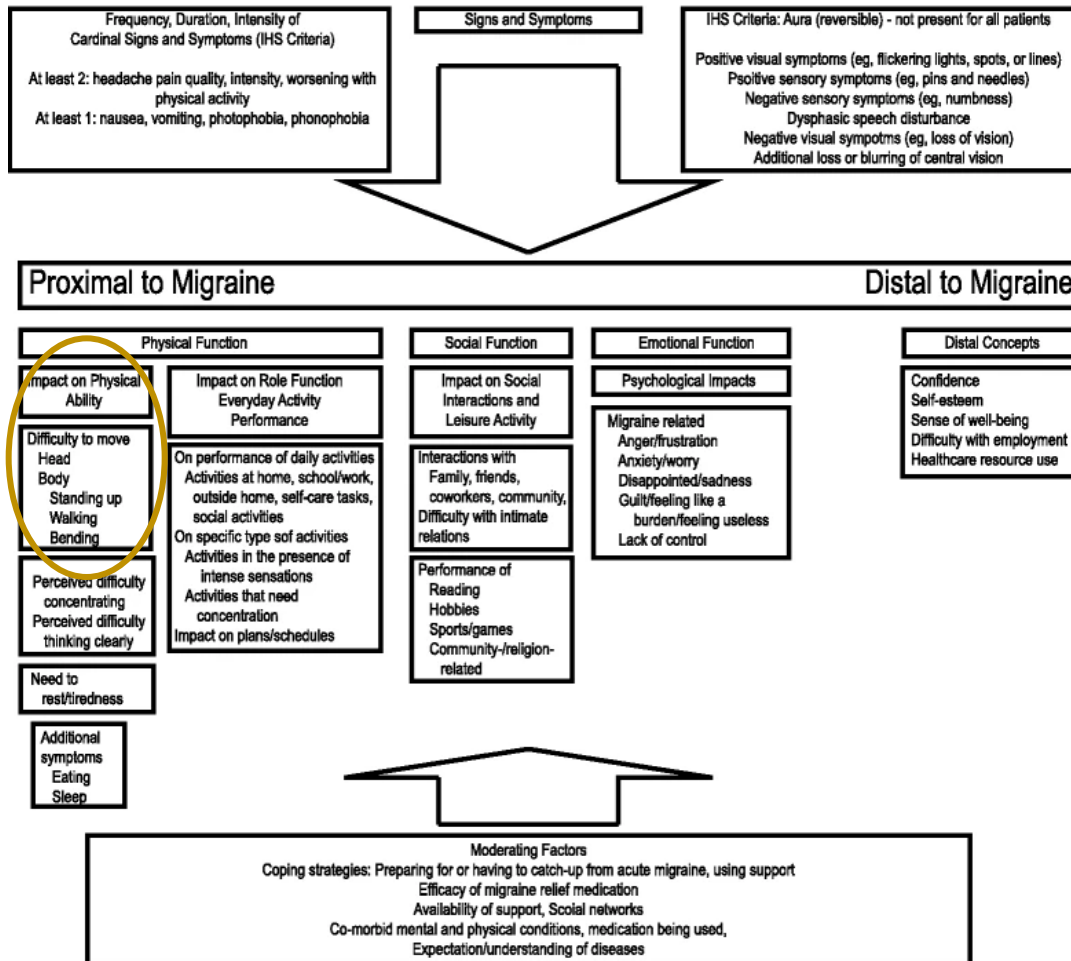 Frequency, Duration, Intensity of
Cardinal Signs and Symptoms (IHS Criteria)
At least 2: headache pain quality, intensity, worsening with
physical activity
At least 1: nausea, vomiting, photophobia, phonophobia
Signs and Symptoms
IHS Criteria: Aura (reversible) - not present for all patients
Positive visual symptoms (eg, flickering lights, spots, or lines)
Psoitive sensory symptoms (eg, pins and needles)
Negative sensory symptoms (eg, numbness)
Dysphasic speech disturbance
Negative visual sympotms (eg, loss of vision)
Additional loss or blurring of central vision
Proximal to Migraine
Distal to Migraine
Physical Function
Impact on Physical
Ability
Difficulty to move
Head
Body
Standing up
Walking
Bending
Perceived difficulty
concentrating
Perceived difficulty
thinking clearly
Need to
rest/tiredness
Additional
symptoms
Eating
Sleep
Impact on Role Function
Everyday Activity
Performance
On performance of daily activities
Activities at home, school/work,
outside home, self-care tasks,
social activities
On specific type sof activities
Activities in the presence of
intense sensations
Activities that need
concentration
Impact on plans/schedules
Social Function
Impact on Social
Interactions and
Leisure Activity
Interactions with
Family, friends,
coworkers, community,
Difficulty with intimate
relations
Performance of
Reading
Hobbies
Sports/games
Community-/religion-
related
Emotional Function
Psychological Impacts
Migraine related
Anger/frustration
Anxiety/worry
Disappointed/sadness
Guilt/feeling like a
burden/feeling useless
Lack of control
Distal Concepts
Confidence
Self-esteem
Sense of well-being
Difficulty with employment
Healthcare resource use
Moderating Factors
Coping strategies: Preparing for or having to catch-up from acute migraine, using support
Efficacy of migraine relief medication
Availability of support, Scoial networks
Co-morbid mental and physical conditions, medication being used,
Expectation/understanding of diseases